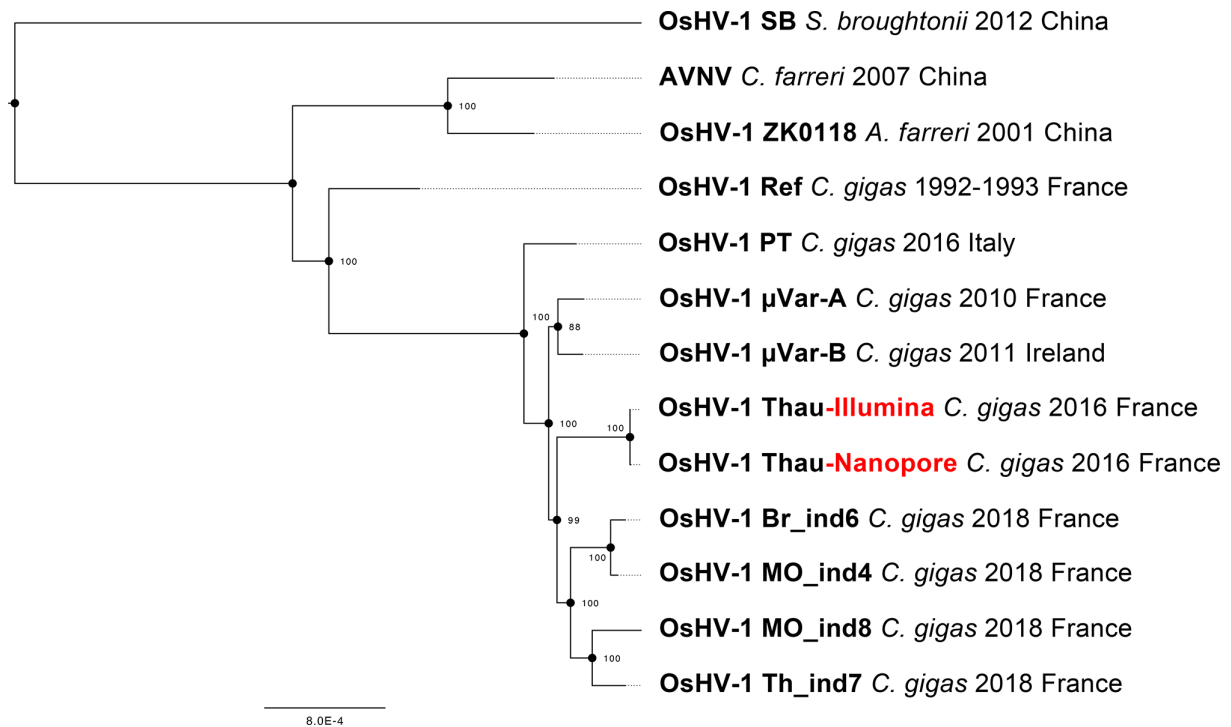 OsHV-1 SB S. broughtonii 2012 China
AVNV C. farreri 2007 China
100
OsHV-1 ZK0118 A. farreri 2001 China
OsHV-1 Ref C. gigas 1992-1993 France
OsHV-1 PT C. gigas 2016 Italy
100
OsHV-1 µVar-A C. gigas 2010 France
100
88
OsHV-1 µVar-B C. gigas 2011 Ireland
OsHV-1 Thau-Illumina C. gigas 2016 France
100
100
OsHV-1 Thau-Nanopore C. gigas 2016 France
OsHV-1 Br_ind6 C. gigas 2018 France
99
100
OsHV-1 MO_ind4 C. gigas 2018 France
100
OsHV-1 MO_ind8 C. gigas 2018 France
100
OsHV-1 Th_ind7 C. gigas 2018 France
8.0E-4